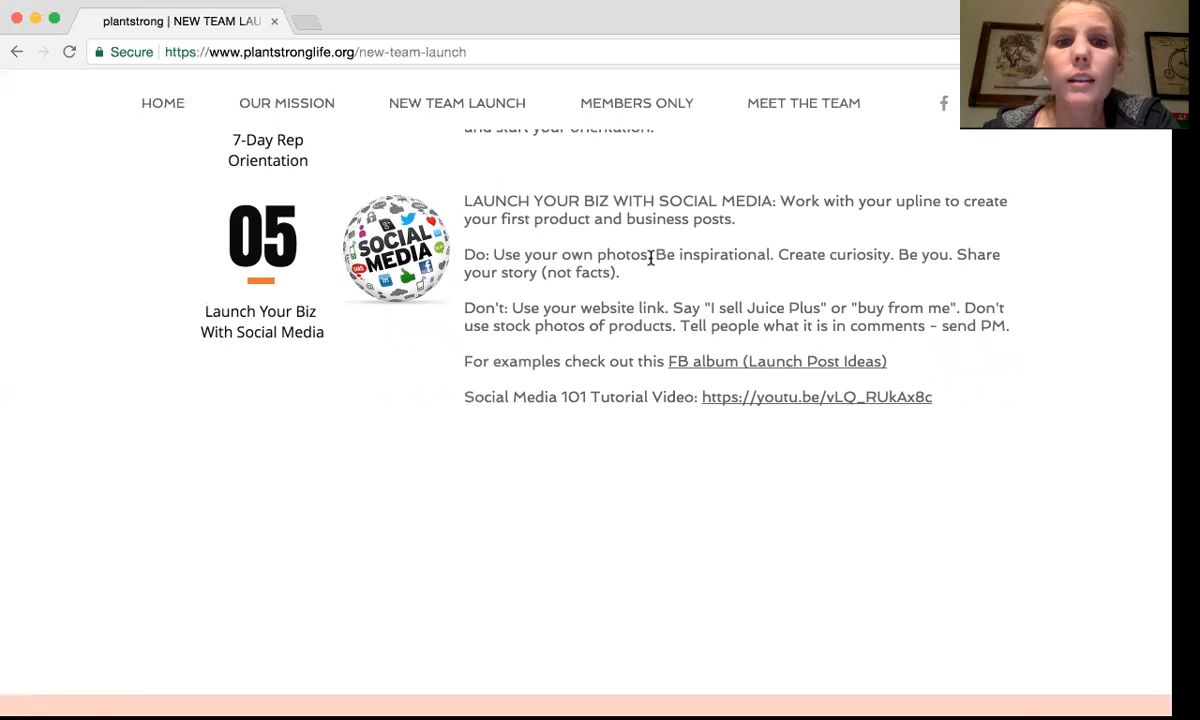 plantstrong | NEW TEAM LAU
Secure
https://www.plantstronglife.org/new-team-launch
HOME
OUR MISSION
NEW TEAM LAUNCH
MEMBERS ONLY
MEET THE TEAM
and start your orientation.
7-Day Rep
Orientation
05
Launch Your Biz
With Social Media
SOCIAL
MEDIA
LAUNCH YOUR BIZ WITH SOCIAL MEDIA: Work with your upline to create
your first product and business posts.
Do: Use your own photos. Be inspirational. Create curiosity. Be you. Share
your story (not facts).
Don't: Use your website link. Say "I sell Juice Plus" or "buy from me". Don't
use stock photos of products. Tell people what it is in comments - send PM.
For examples check out this FB album (Launch Post Ideas)
Social Media 101 Tutorial Video: https://youtu.be/vLQ_RUkAx8c